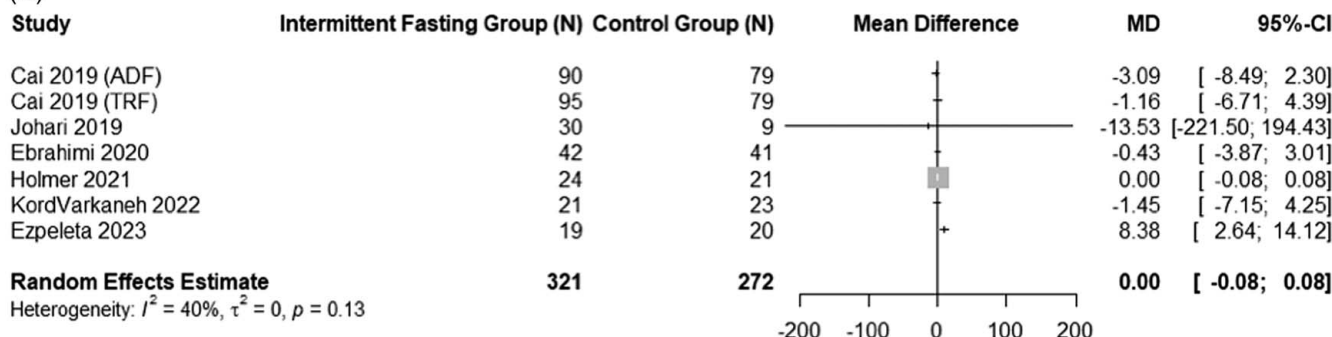 Study Intermittent Fasting Group (N) Control Group (N) Mean Difference MD 95%-CI
Cai 2019 (ADF) 90 79 -3.09 [ -8.49; 2.30]
Cai 2019 (TRF) 95 79 -1.16 [ -6.71; 4.39]
Johari 2019 30 9 -13.53 [-221.50; 194.43]
Ebrahimi 2020 42 41 -0.43 [ -3.87; 3.01]
Holmer 2021 24 21 0.00 [ -0.08; 0.08]
KordVarkaneh 2022 21 23 -1.45 [ -7.15; 4.25]
Ezpeleta 2023 19 20 8.38 [ 2.64; 14.12]
Random Effects Estimate 321 272 0.00 [ -0.08; 0.08]
Heterogeneity: I² = 40%, τ² = 0, p = 0.13
-200 -100 0 100 200